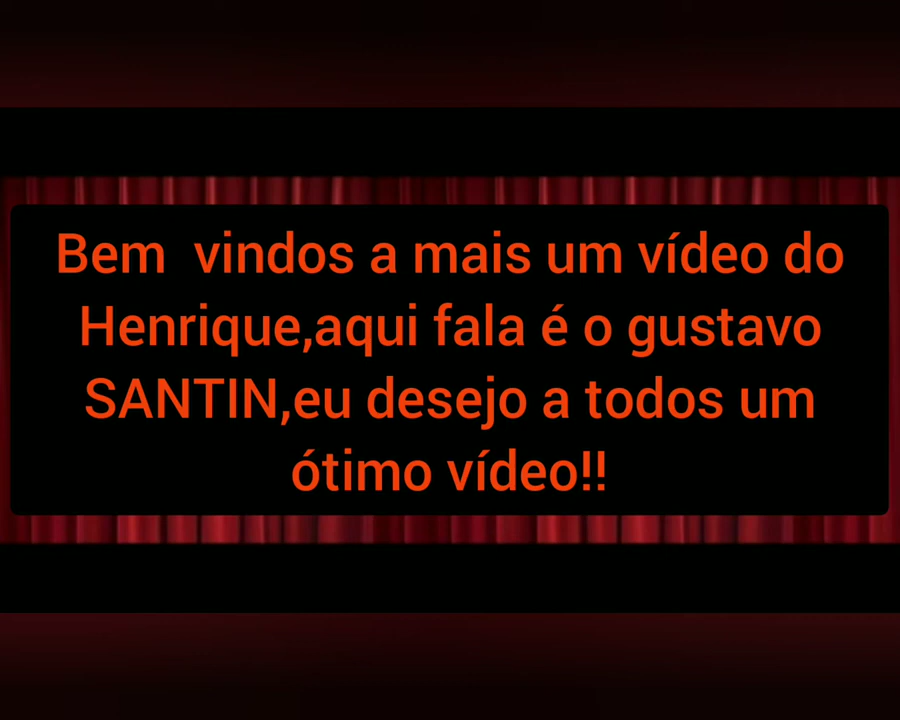 Bem  vindos a mais um vídeo do
Henrique,aqui fala é o gustavo
SANTIN,eu desejo a todos um
ótimo vídeo!!